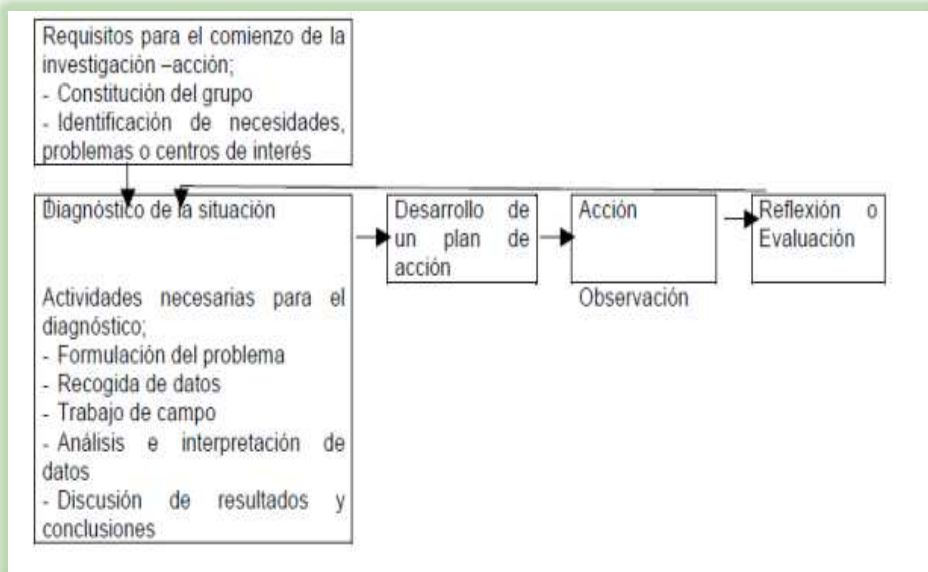 Requisitos para el comienzo de la
investigación –acción;
- Constitución del grupo
- Identificación de necesidades,
problemas o centros de interés
Diagnóstico de la situación
Actividades necesarias para el
diagnóstico;
- Formulación del problema
- Recogida de datos
- Trabajo de campo
- Análisis e interpretación de
datos
- Discusión de resultados y
conclusiones
Desarrollo de
un plan de
acción
Acción
Observación
Reflexión o
Evaluación